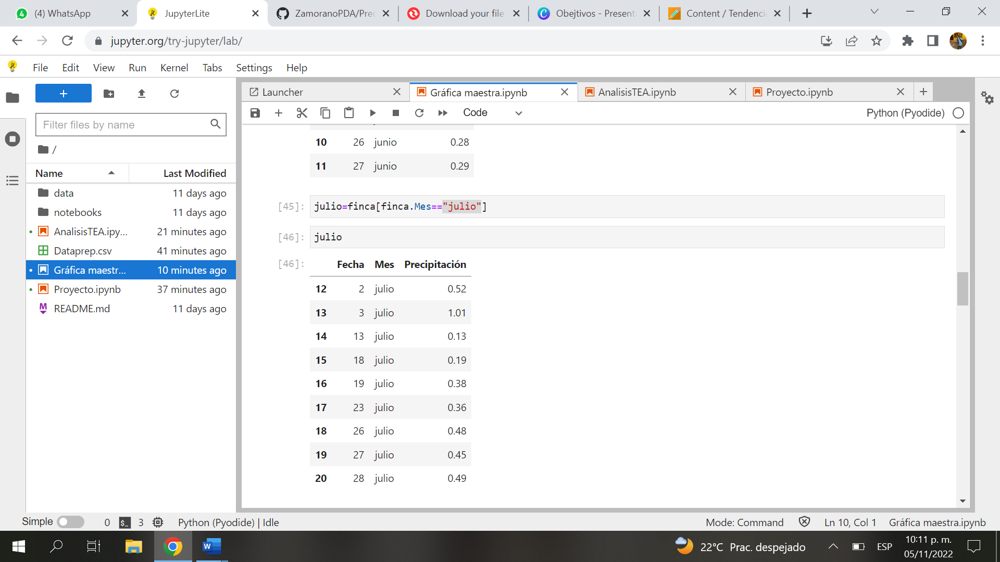 (4) WhatsApp
JupyterLite
ZamoranoPDA/Prec
Download your file
Obejtivos - Present
Content / Tendenci
jupyter.org/try-jupyter/lab/
File Edit View Run Kernel Tabs Settings Help
Filter files by name
/
Name Last Modified
data 11 days ago
notebooks 11 days ago
AnalisisTEA.ipy... 21 minutes ago
Dataprep.csv 41 minutes ago
Gráfica maestr... 10 minutes ago
Proyecto.ipynb 37 minutes ago
README.md 11 days ago
Launcher
Gráfica maestra.ipynb
AnalisisTEA.ipynb
Proyecto.ipynb
Code
Python (Pyodide)
10 26 junio 0.28
11 27 junio 0.29
[45]: julio=finca[finca.Mes=="julio"]
[46]: julio
[46]: Fecha Mes Precipitación
12 2 julio 0.52
13 3 julio 1.01
14 13 julio 0.13
15 18 julio 0.19
16 19 julio 0.38
17 23 julio 0.36
18 26 julio 0.48
19 27 julio 0.45
20 28 julio 0.49
Simple 0 $_ 3 Python (Pyodide) | Idle
Mode: Command Ln 10, Col 1 Gráfica maestra.ipynb
22°C Prac. despejado
ESP
10:11 p. m.
05/11/2022